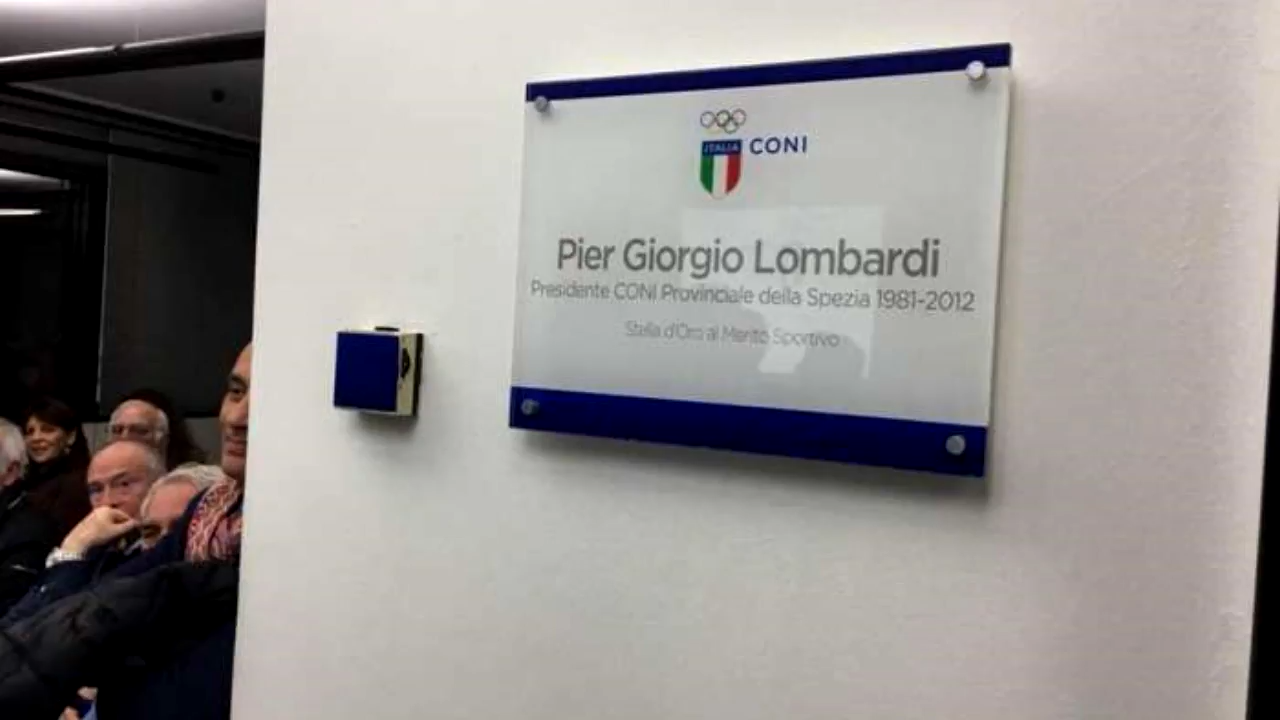 ITALIA
CONI
Pier Giorgio Lombardi
Presidente CONI Provinciale della Spezia 1981-2012
Stella d'Oro al Merito Sportivo